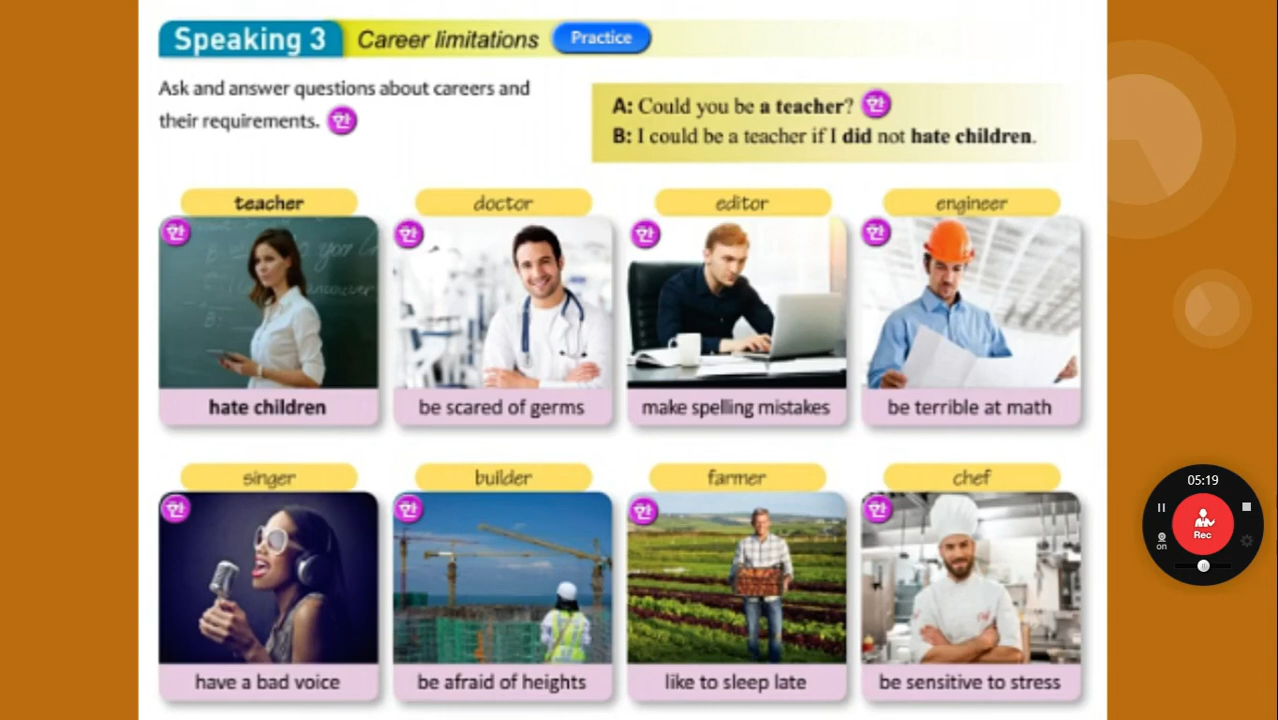 Speaking 3 Career limitations Practice
Ask and answer questions about careers and
their requirements. 한
A: Could you be a teacher? 한
B: I could be a teacher if I did not hate children.
teacher doctor editor engineer
한 한 한 한
hate children be scared of germs make spelling mistakes be terrible at math
singer builder farmer chef
한 한 한 한
have a bad voice be afraid of heights like to sleep late be sensitive to stress
05:19
Rec
on